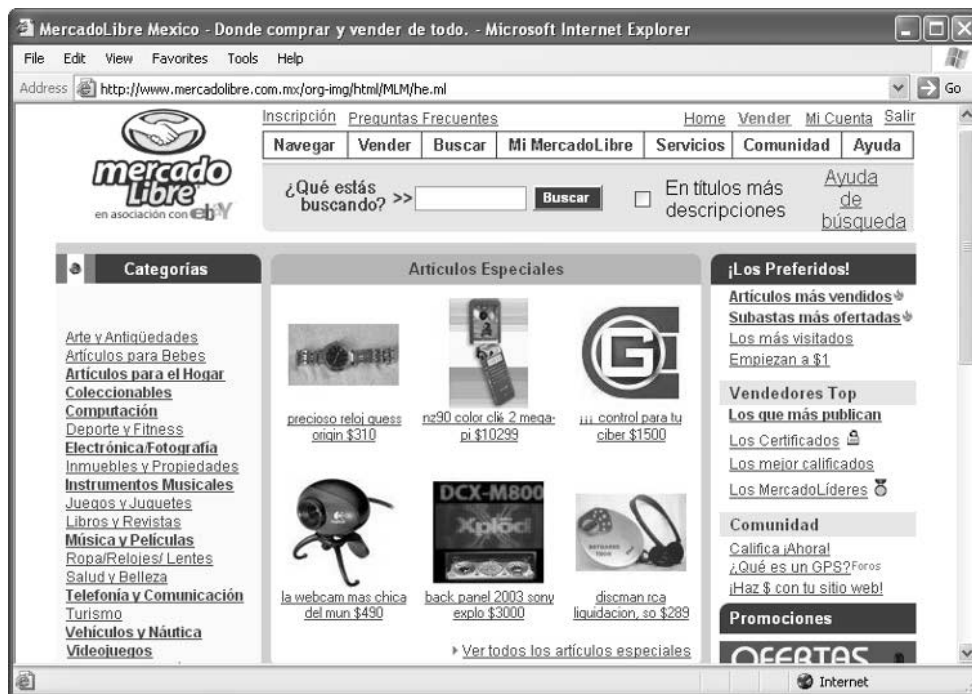 MercadoLibre Mexico - Donde comprar y vender de todo. - Microsoft Internet Explorer
File Edit View Favorites Tools Help
Address http://www.mercadolibre.com.mx/org-img/html/MLM/he.ml Go
mercado
Libre
en asociación con ebY
Inscripción Preguntas Frecuentes Home Vender Mi Cuenta Salir
Navegar Vender Buscar Mi MercadoLibre Servicios Comunidad Ayuda
¿Qué estás
buscando? >> Buscar
En títulos más
descripciones
Ayuda
de
búsqueda
Categorías
Arte y Antigüedades
Artículos para Bebes
Artículos para el Hogar
Coleccionables
Computación
Deporte y Fitness
Electrónica/Fotografía
Inmuebles y Propiedades
Instrumentos Musicales
Juegos y Juguetes
Libros y Revistas
Música y Películas
Ropa/Relojes/ Lentes
Salud y Belleza
Telefonía y Comunicación
Turismo
Vehículos y Náutica
Videojuegos
Artículos Especiales
precioso reloj guess
origin $310
nz90 color clié 2 mega-
pi $10299
G
¡¡¡ control para tu
ciber $1500
la webcam mas chica
del mun $490
DCX-M800
Xplod
back panel 2003 sony
explo $3000
discman rca
liquidacion, so $289
Ver todos los artículos especiales
¡Los Preferidos!
Artículos más vendidos
Subastas más ofertadas
Los más visitados
Empiezan a $1
Vendedores Top
Los que más publican
Los Certificados
Los mejor calificados
Los MercadoLíderes
Comunidad
Califica ¡Ahora!
¿Qué es un GPS? Foros
¡Haz $ con tu sitio web!
Promociones
OFERTAS
Internet